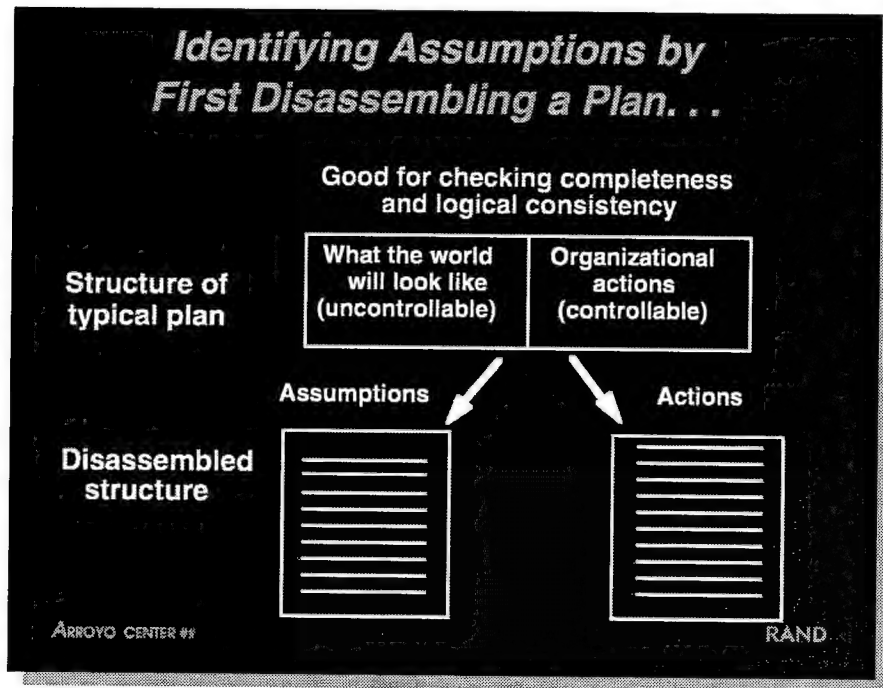 Identifying Assumptions by
First Disassembling a Plan. . .
Good for checking completeness
and logical consistency
Structure of
typical plan
What the world
will look like
(uncontrollable)
Organizational
actions
(controllable)
Assumptions
Actions
Disassembled
structure
ARROYO CENTER
RAND